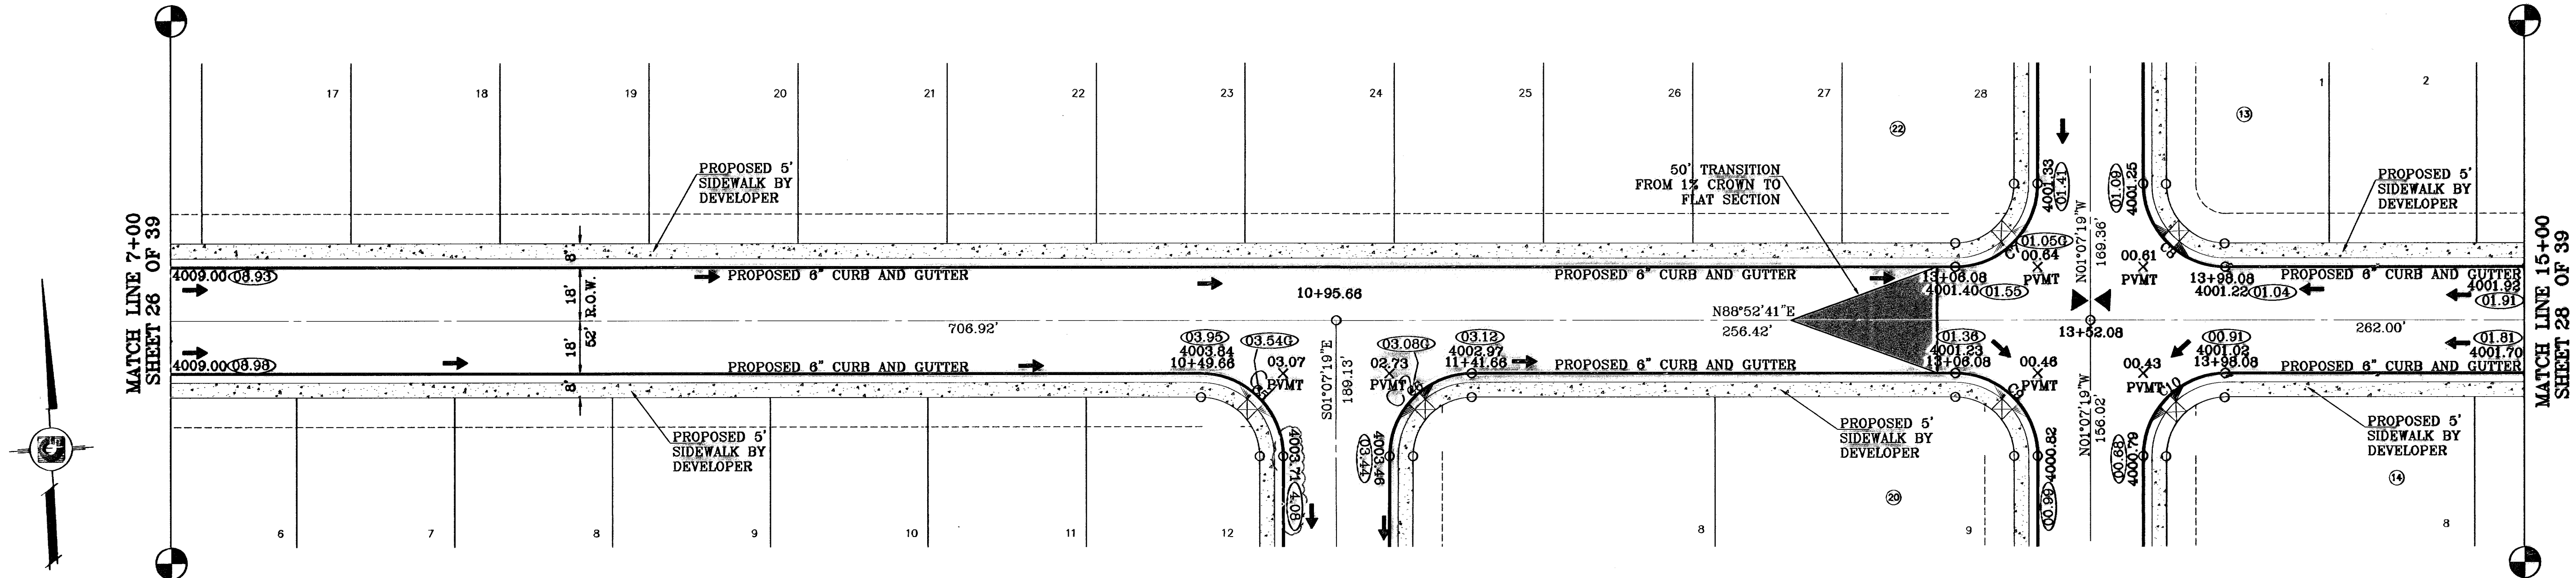 MATCH LINE 7+00
SHEET 26 OF 39
17
18
19
20
21
22
23
24
25
26
27
28
22
13
1
2
PROPOSED 5'
SIDEWALK BY
DEVELOPER
50' TRANSITION
FROM 1% CROWN TO
FLAT SECTION
4001.33
01.41
01.09
4001.25
N01°07'19"W
169.36'
PROPOSED 5'
SIDEWALK BY
DEVELOPER
4009.00 08.93
8'
PROPOSED 6" CURB AND GUTTER
PROPOSED 6" CURB AND GUTTER
13+06.08
4001.40 01.55
C7
01.05G
00.64
PVMT
00.61
PVMT
C8
13+98.08
4001.22 01.04
PROPOSED 6" CURB AND GUTTER
4001.92
01.91
18'
18'
52' R.O.W.
8'
706.92'
10+95.66
N88°52'41"E
256.42'
13+52.08
262.00'
4009.00 08.98
PROPOSED 6" CURB AND GUTTER
03.95
4003.84
10+49.66
03.54G
03.07
PVMT
S01°07'19"E
189.13'
02.73
PVMT
03.08G
03.12
4002.97
11+41.66
PROPOSED 6" CURB AND GUTTER
01.36
4001.23
13+06.08
00.46
PVMT
00.43
PVMT
C10
00.91
4001.02
13+98.08
PROPOSED 6" CURB AND GUTTER
01.81
4001.70
PROPOSED 5'
SIDEWALK BY
DEVELOPER
4003.71
4.08
03.44
4003.46
PROPOSED 5'
SIDEWALK BY
DEVELOPER
C9
00.99 4000.82
N01°07'19"W
156.02'
00.68
4000.79
PROPOSED 5'
SIDEWALK BY
DEVELOPER
6
7
8
9
10
11
12
8
9
20
14
8
MATCH LINE 15+00
SHEET 28 OF 39